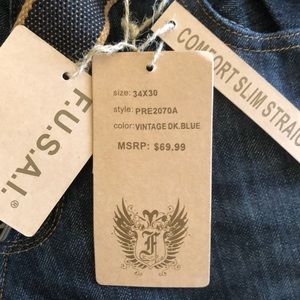 F.U.S.A.I.®
size: 34X30
style: PRE2070A
color: VINTAGE DK.BLUE
MSRP: $69.99
F
COMFORT SLIM STRAIG